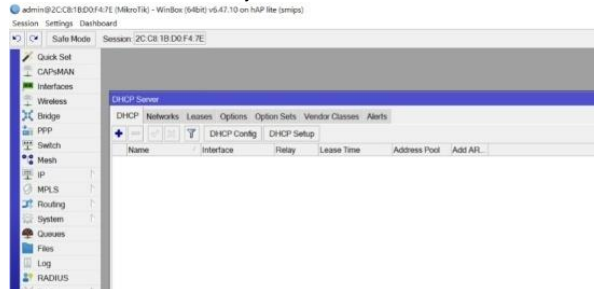 admin@2C:C8:1B:D0:F4:7E (MikroTik) - WinBox (64bit) v6.47.10 on hAP lite (smips)
Session Settings Dashboard
Safe Mode Session: 2C:C8:1B:D0:F4:7E
Quick Set
CAPsMAN
Interfaces
Wireless
Bridge
PPP
Switch
Mesh
IP
MPLS
Routing
System
Queues
Files
Log
RADIUS
DHCP Server
DHCP Networks Leases Options Option Sets Vendor Classes Alerts
DHCP Config DHCP Setup
Name Interface Relay Lease Time Address Pool Add AR...